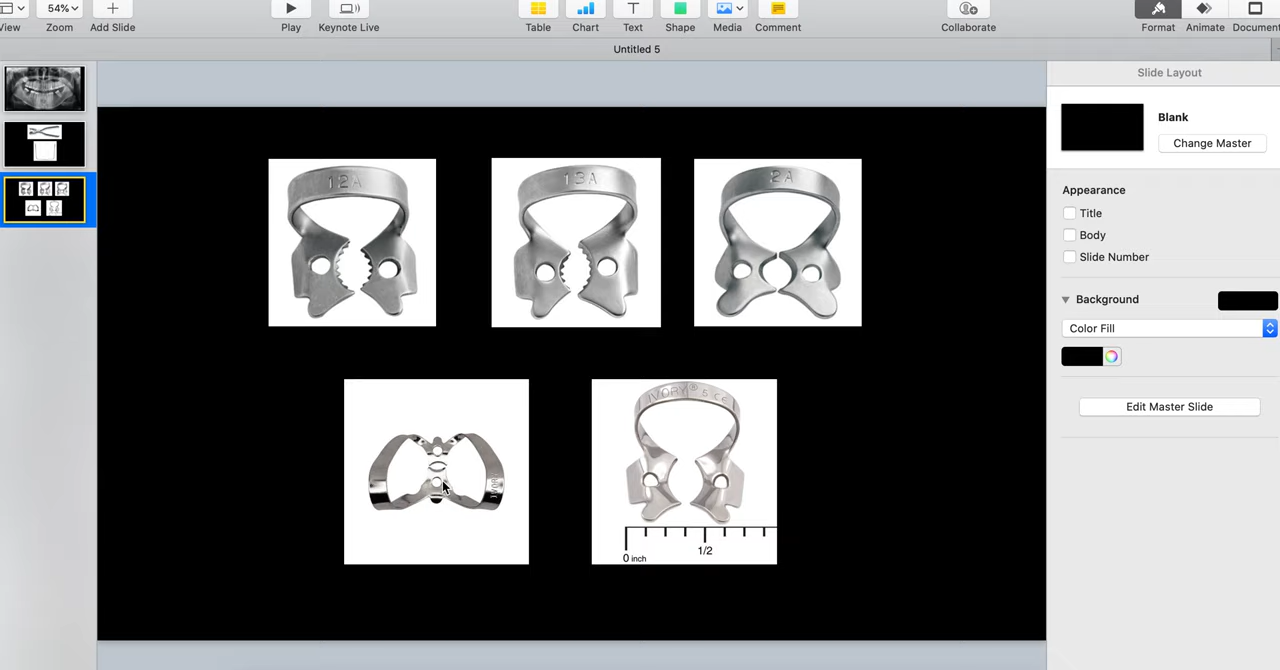 View
54%
Zoom
Add Slide
Play
Keynote Live
Table
Chart
Text
Shape
Media
Comment
Collaborate
Format
Animate
Document
Untitled 5
Slide Layout
Blank
Change Master
Appearance
Title
Body
Slide Number
Background
Color Fill
Edit Master Slide
12A
13A
2A
IVORY
IVORY®
0 inch
1/2